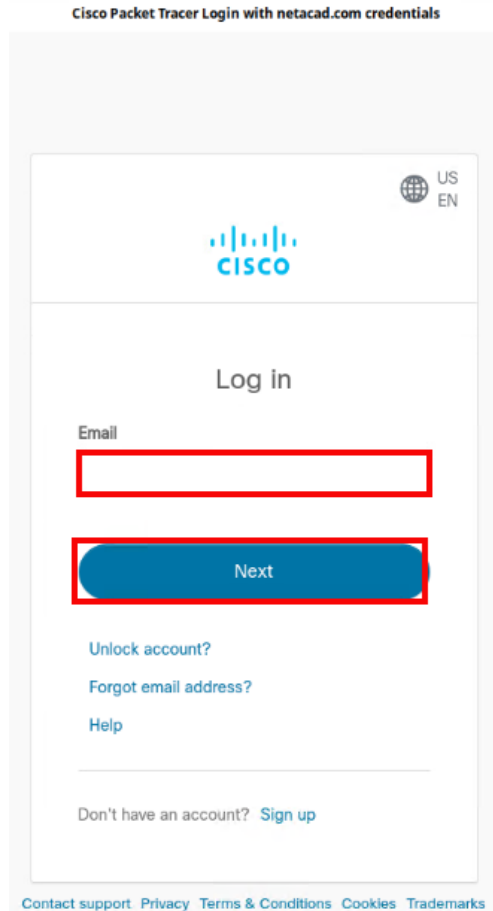 Cisco Packet Tracer Login with netacad.com credentials
US
EN
CISCO
Log in
Email
Next
Unlock account?
Forgot email address?
Help
Don't have an account? Sign up
Contact support Privacy Terms & Conditions Cookies Trademarks